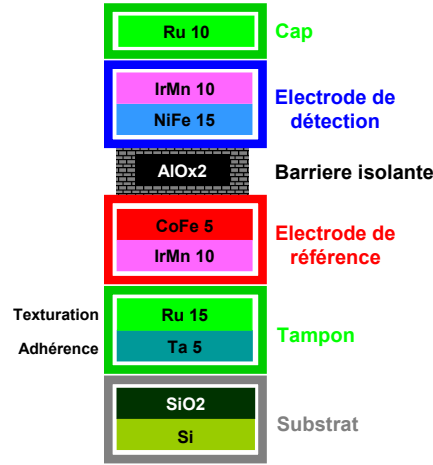 Ru 10
Cap
IrMn 10
NiFe 15
Electrode de
détection
AlOx2
Barriere isolante
CoFe 5
IrMn 10
Electrode de
référence
Texturation
Ru 15
Adhérence
Ta 5
Tampon
SiO2
Si
Substrat